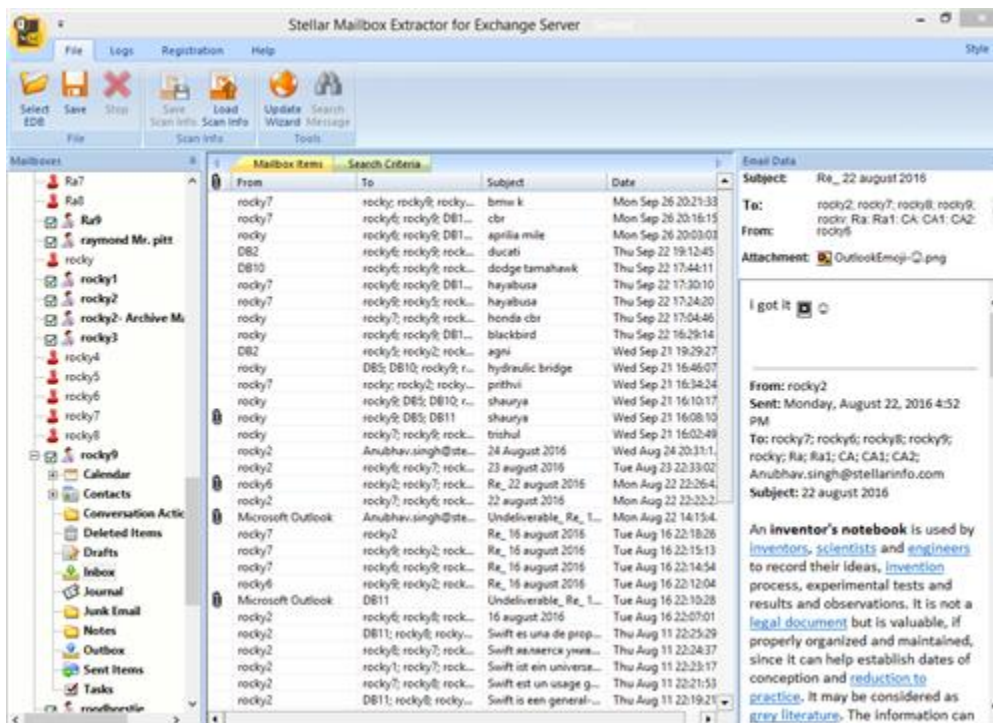 Stellar Mailbox Extractor for Exchange Server
File Logs Registration Help Style
Select EDB
Save
Stop
Save Scan Info
Load Scan Info
Update Wizard
Search Message
File Scan Info Tools
Mailboxes
Ra7
Ra8
Ra9
raymond Mr. pitt
rocky
rocky1
rocky2
rocky2- Archive Ma
rocky3
rocky4
rocky5
rocky6
rocky7
rocky8
rocky9
Calendar
Contacts
Conversation Actic
Deleted Items
Drafts
Inbox
Journal
Junk Email
Notes
Outbox
Sent Items
Tasks
Mailbox Items Search Criteria
From To Subject Date
rocky7 rocky; rocky9; rocky... bmw k Mon Sep 26 20:21:33
rocky7 rocky6; rocky9; DB1... cbr Mon Sep 26 20:16:15
rocky rocky6; rocky9; DB1... aprilia mile Mon Sep 26 20:03:03
DB2 rocky6; rocky9; rock... ducati Thu Sep 22 19:12:45
DB10 rocky6; rocky9; rock... dodge tamahawk Thu Sep 22 17:44:11
rocky7 rocky6; rocky9; DB1... hayabusa Thu Sep 22 17:30:10
rocky7 rocky9; rocky5; rock... hayabusa Thu Sep 22 17:24:20
rocky rocky7; rocky9; rock... honda cbr Thu Sep 22 17:04:46
rocky rocky6; rocky9; DB1... blackbird Thu Sep 22 16:29:14
DB2 rocky5; rocky2; rock... agni Wed Sep 21 19:29:27
rocky DB5; DB10; rocky9; r... hydraulic bridge Wed Sep 21 16:46:07
rocky7 rocky; rocky2; rocky... prithvi Wed Sep 21 16:34:24
rocky rocky9; DB5; DB10; r... shaurya Wed Sep 21 16:10:17
rocky rocky9; DB5; DB11 shaurya Wed Sep 21 16:08:10
rocky rocky7; rocky9; rock... trishul Wed Sep 21 16:02:49
rocky2 Anubhav.singh@ste... 24 August 2016 Wed Aug 24 20:31:1.
rocky2 rocky7; rocky6; rock... 23 august 2016 Tue Aug 23 22:33:02
rocky6 rocky2; rocky7; rock... Re_ 22 august 2016 Mon Aug 22 22:26:4.
rocky2 rocky7; rocky6; rock... 22 august 2016 Mon Aug 22 22:22:2.
Microsoft Outlook Anubhav.singh@ste... Undeliverable_ Re_ 1... Mon Aug 22 14:15:4.
rocky7 rocky2 Re_ 16 august 2016 Tue Aug 16 22:18:26
rocky7 rocky9; rocky2; rock... Re_ 16 august 2016 Tue Aug 16 22:15:13
rocky7 rocky6; rocky9; rock... Re_ 16 august 2016 Tue Aug 16 22:14:54
rocky6 rocky9; rocky2; rock... Re_ 16 august 2016 Tue Aug 16 22:12:04
Microsoft Outlook DB11 Undeliverable_ Re_ 1... Tue Aug 16 22:10:28
rocky2 rocky6; rocky8; rock... 16 august 2016 Tue Aug 16 22:07:01
rocky2 DB11; rocky8; rocky... Swift es una de prop... Thu Aug 11 22:25:29
rocky2 rocky6; rocky8; rock... Swift является унив... Thu Aug 11 22:24:37
rocky2 rocky1; rocky7; rock... Swift ist ein universe... Thu Aug 11 22:23:17
rocky2 rocky7; rocky8; rock... Swift est un usage g... Thu Aug 11 22:21:53
rocky2 DB11; rocky8; rocky... Swift is een general-... Thu Aug 11 22:19:21
Email Data
Subject: Re_ 22 august 2016
To: rocky2; rocky7; rocky8; rocky9;
rocky; Ra; Ra1; CA; CA1; CA2;
From: rocky6
Attachment: OutlookEmoji-☺.png
i got it ☺
From: rocky2
Sent: Monday, August 22, 2016 4:52
PM
To: rocky7; rocky6; rocky8; rocky9;
rocky; Ra; Ra1; CA; CA1; CA2;
Anubhav.singh@stellarinfo.com
Subject: 22 august 2016
An inventor's notebook is used by
inventors, scientists and engineers
to record their ideas, invention
process, experimental tests and
results and observations. It is not a
legal document but is valuable, if
properly organized and maintained,
since it can help establish dates of
conception and reduction to
practice. It may be considered as
grey literature. The information can